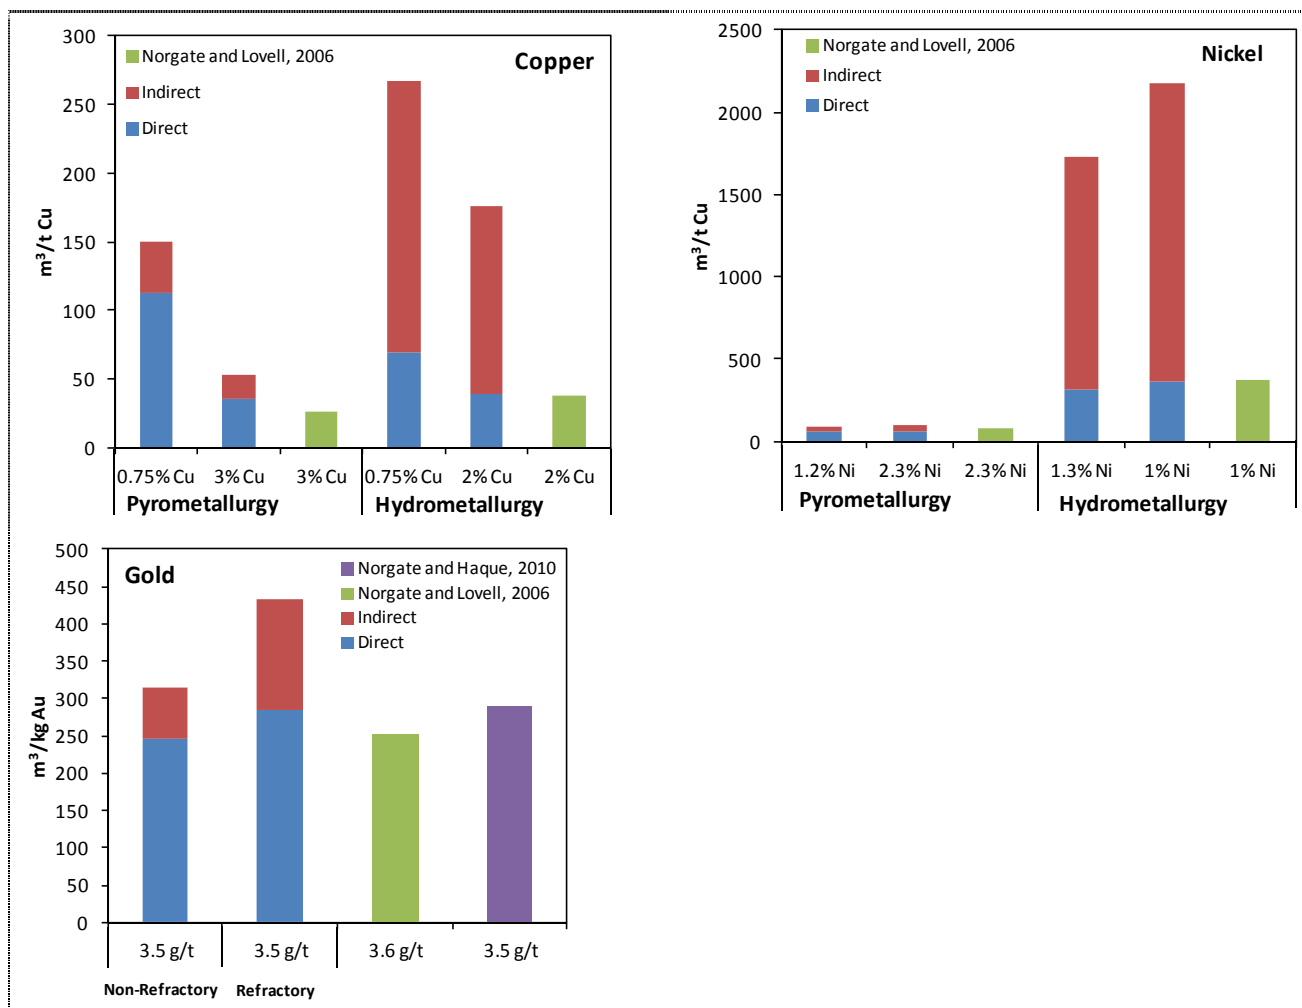 Copper
Norgate and Lovell, 2006
Indirect
Direct
m³/t Cu
300
250
200
150
100
50
0
0.75% Cu 3% Cu 3% Cu 0.75% Cu 2% Cu 2% Cu
Pyrometallurgy Hydrometallurgy
Nickel
Norgate and Lovell, 2006
Indirect
Direct
m³/t Cu
2500
2000
1500
1000
500
0
1.2% Ni 2.3% Ni 2.3% Ni 1.3% Ni 1% Ni 1% Ni
Pyrometallurgy Hydrometallurgy
Gold
Norgate and Haque, 2010
Norgate and Lovell, 2006
Indirect
Direct
m³/kg Au
500
450
400
350
300
250
200
150
100
50
0
3.5 g/t 3.5 g/t 3.6 g/t 3.5 g/t
Non-Refractory Refractory